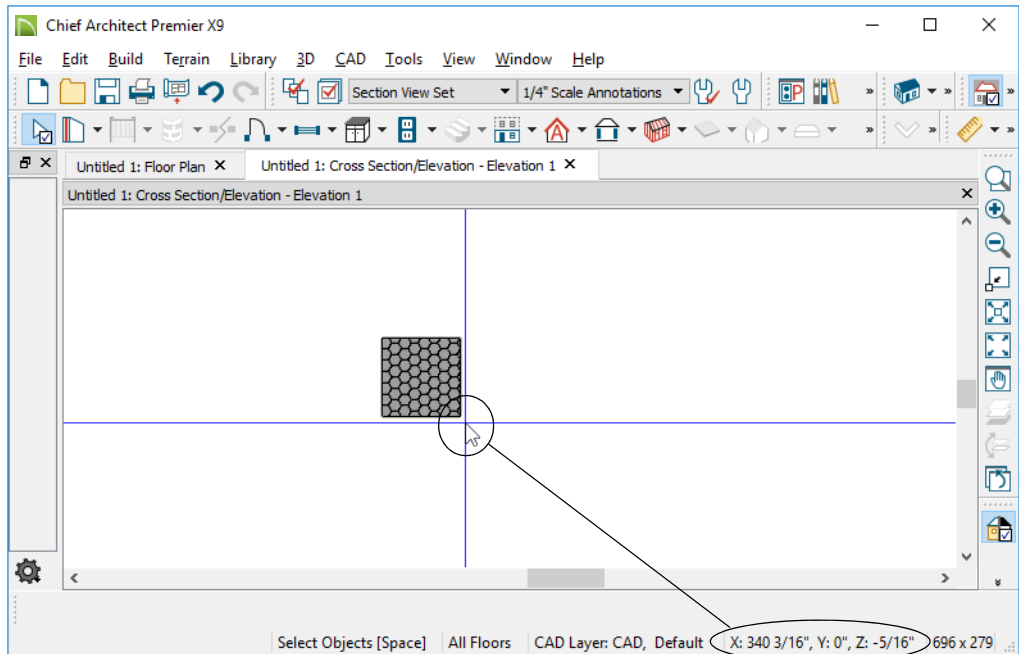 Chief Architect Premier X9
File Edit Build Terrain Library 3D CAD Tools View Window Help
Section View Set 1/4" Scale Annotations P
Untitled 1: Floor Plan X Untitled 1: Cross Section/Elevation - Elevation 1 X
Untitled 1: Cross Section/Elevation - Elevation 1
Select Objects [Space] All Floors CAD Layer: CAD, Default X: 340 3/16", Y: 0", Z: -5/16" 696 x 279